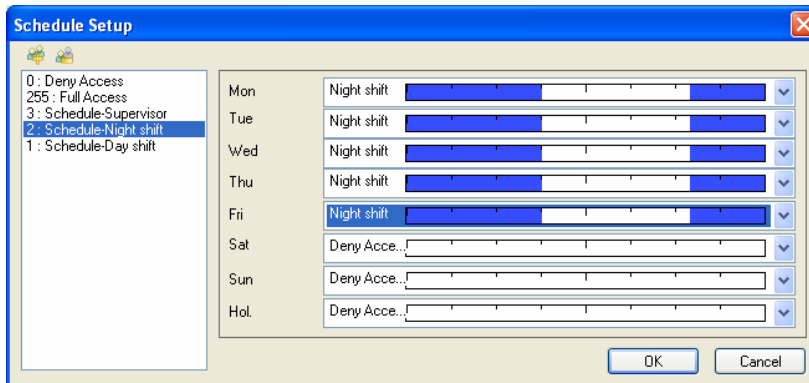 Schedule Setup
0 : Deny Access
255 : Full Access
3 : Schedule-Supervisor
2 : Schedule-Night shift
1 : Schedule-Day shift
Mon Night shift
Tue Night shift
Wed Night shift
Thu Night shift
Fri Night shift
Sat Deny Acce...
Sun Deny Acce...
Hol. Deny Acce...
OK Cancel